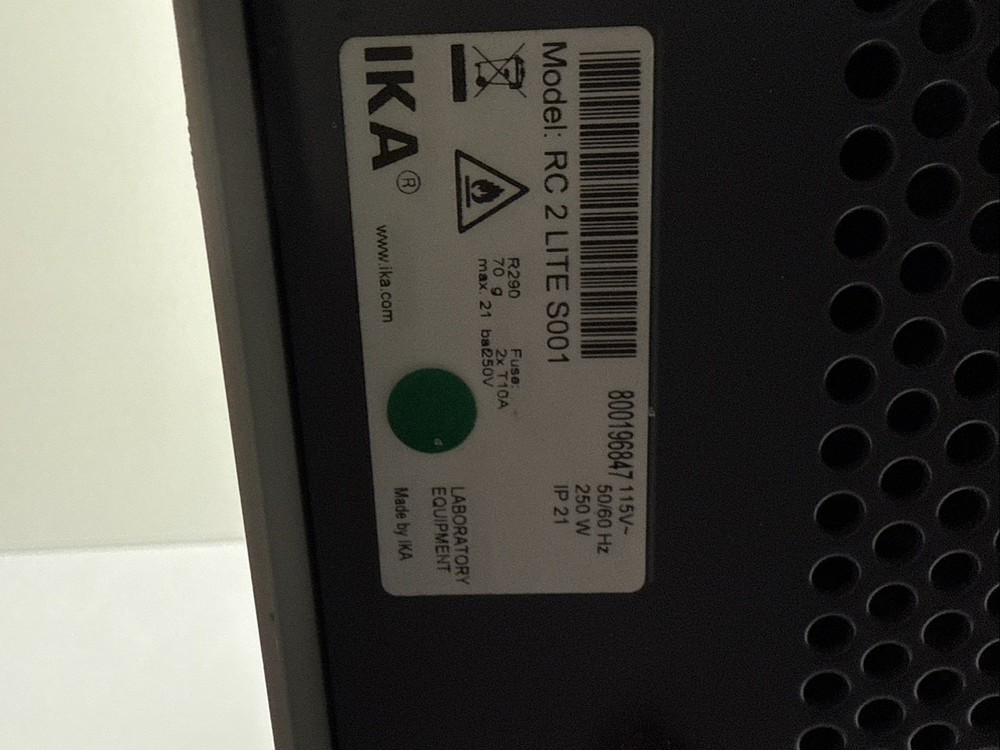 800196847
115V~
50/60 Hz
250 W
IP 21
Model: RC 2 LITE S001
R290
70 g
max. 21 bar
Fuse:
2x T10A
250V
LABORATORY
EQUIPMENT
IKA®
www.ika.com
Made by IKA